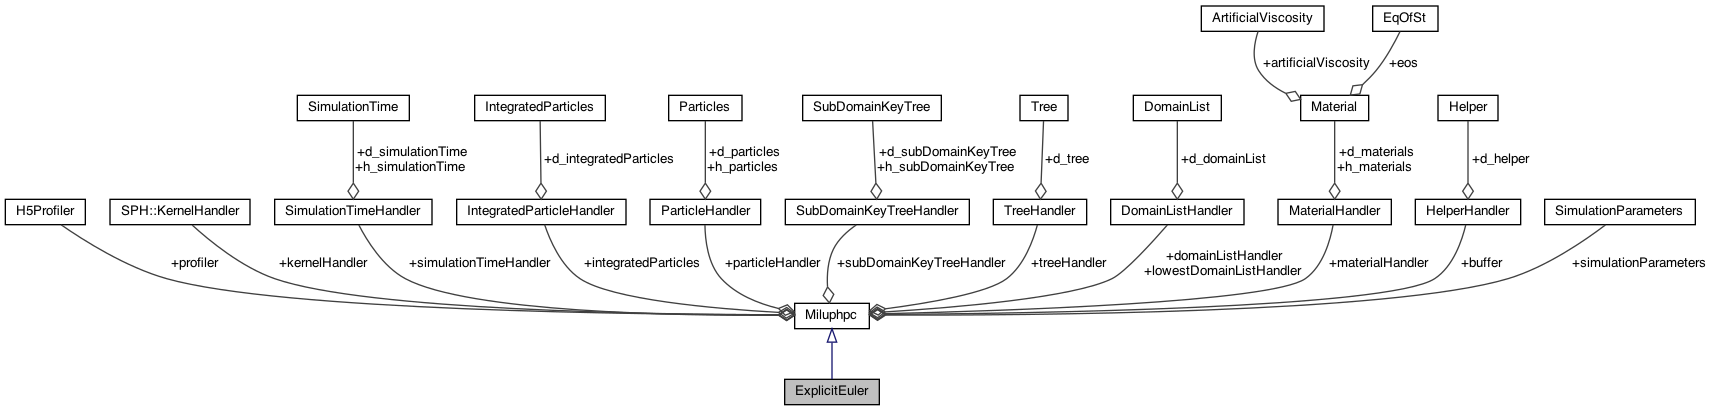 ArtificialViscosity
EqOfSt
+artificialViscosity
+eos
SimulationTime
IntegratedParticles
Particles
SubDomainKeyTree
Tree
DomainList
Material
Helper
+d_simulationTime
+h_simulationTime
+d_integratedParticles
+d_particles
+h_particles
+d_subDomainKeyTree
+h_subDomainKeyTree
+d_tree
+d_domainList
+d_materials
+h_materials
+d_helper
H5Profiler
SPH::KernelHandler
SimulationTimeHandler
IntegratedParticleHandler
ParticleHandler
SubDomainKeyTreeHandler
TreeHandler
DomainListHandler
MaterialHandler
HelperHandler
SimulationParameters
+profiler
+kernelHandler
+simulationTimeHandler
+integratedParticles
+particleHandler
+subDomainKeyTreeHandler
+treeHandler
+domainListHandler
+lowestDomainListHandler
+materialHandler
+buffer
+simulationParameters
Miluphpc
ExplicitEuler